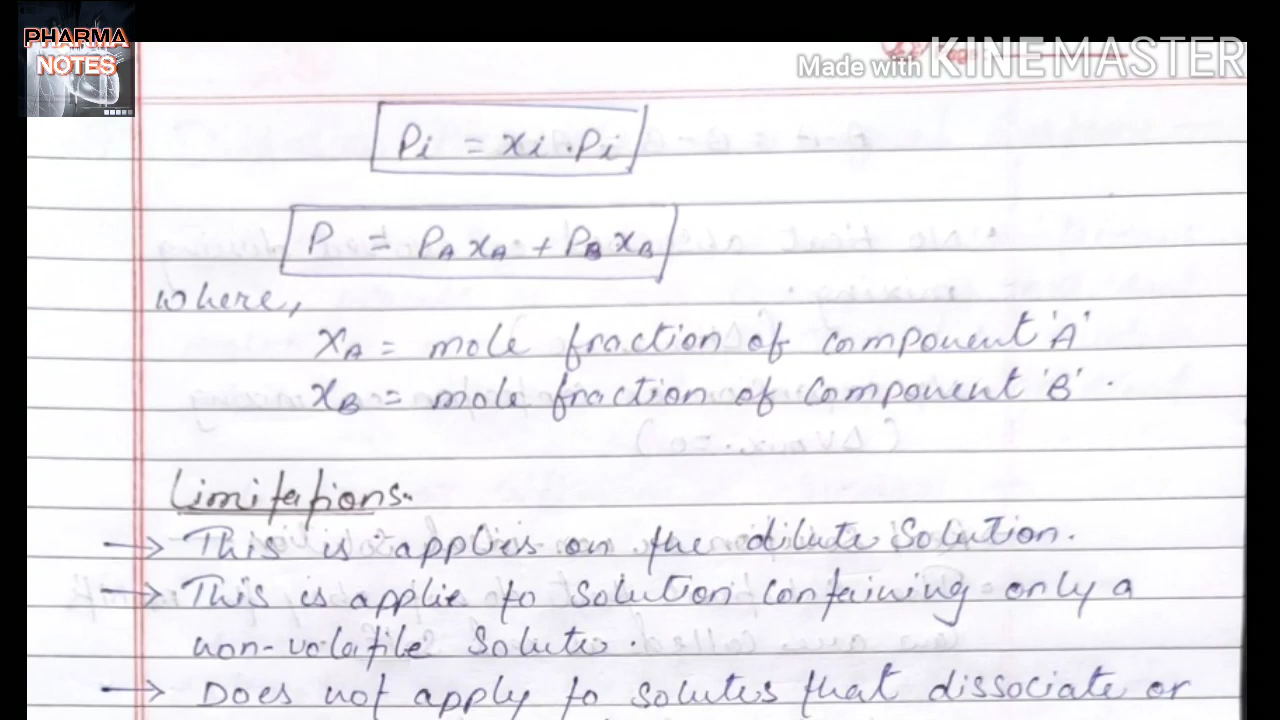 PHARMA
NOTES
Made with KINEMASTER
Pi = xi . Pi
P = PA xA + PB xB
where,
xA = mole fraction of component 'A'
xB = mole fraction of component 'B' .
Limitations.
→ This is applies on the dilute Solution.
→ This is applie to solution containing only a
non-volatile Solute .
→ Does not apply to solutes that dissociate or